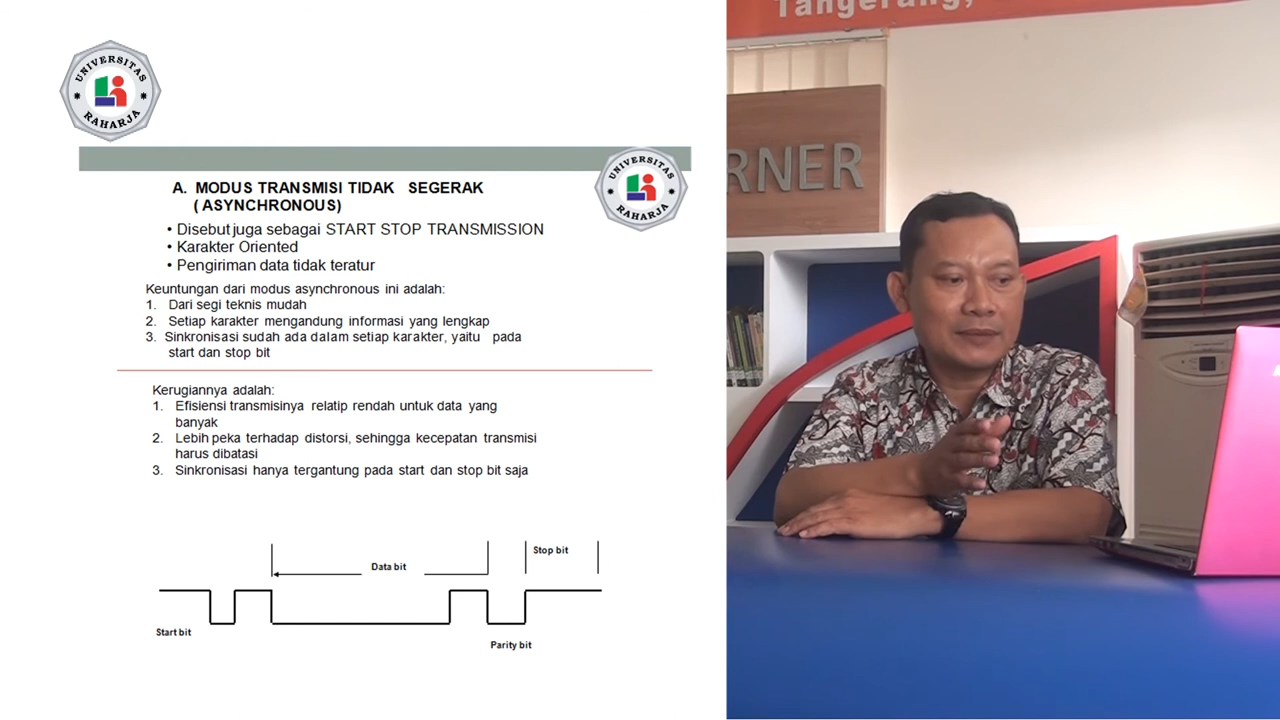 UNIVERSITAS
RAHARJA
UNIVERSITAS
RAHARJA
A. MODUS TRANSMISI TIDAK SEGERAK
( ASYNCHRONOUS)
• Disebut juga sebagai START STOP TRANSMISSION
• Karakter Oriented
• Pengiriman data tidak teratur
Keuntungan dari modus asynchronous ini adalah:
1. Dari segi teknis mudah
2. Setiap karakter mengandung informasi yang lengkap
3. Sinkronisasi sudah ada dalam setiap karakter, yaitu pada
start dan stop bit
Kerugiannya adalah:
1. Efisiensi transmisinya relatip rendah untuk data yang
banyak
2. Lebih peka terhadap distorsi, sehingga kecepatan transmisi
harus dibatasi
3. Sinkronisasi hanya tergantung pada start dan stop bit saja
Stop bit
Data bit
Start bit
Parity bit
Tangerang,
RNER